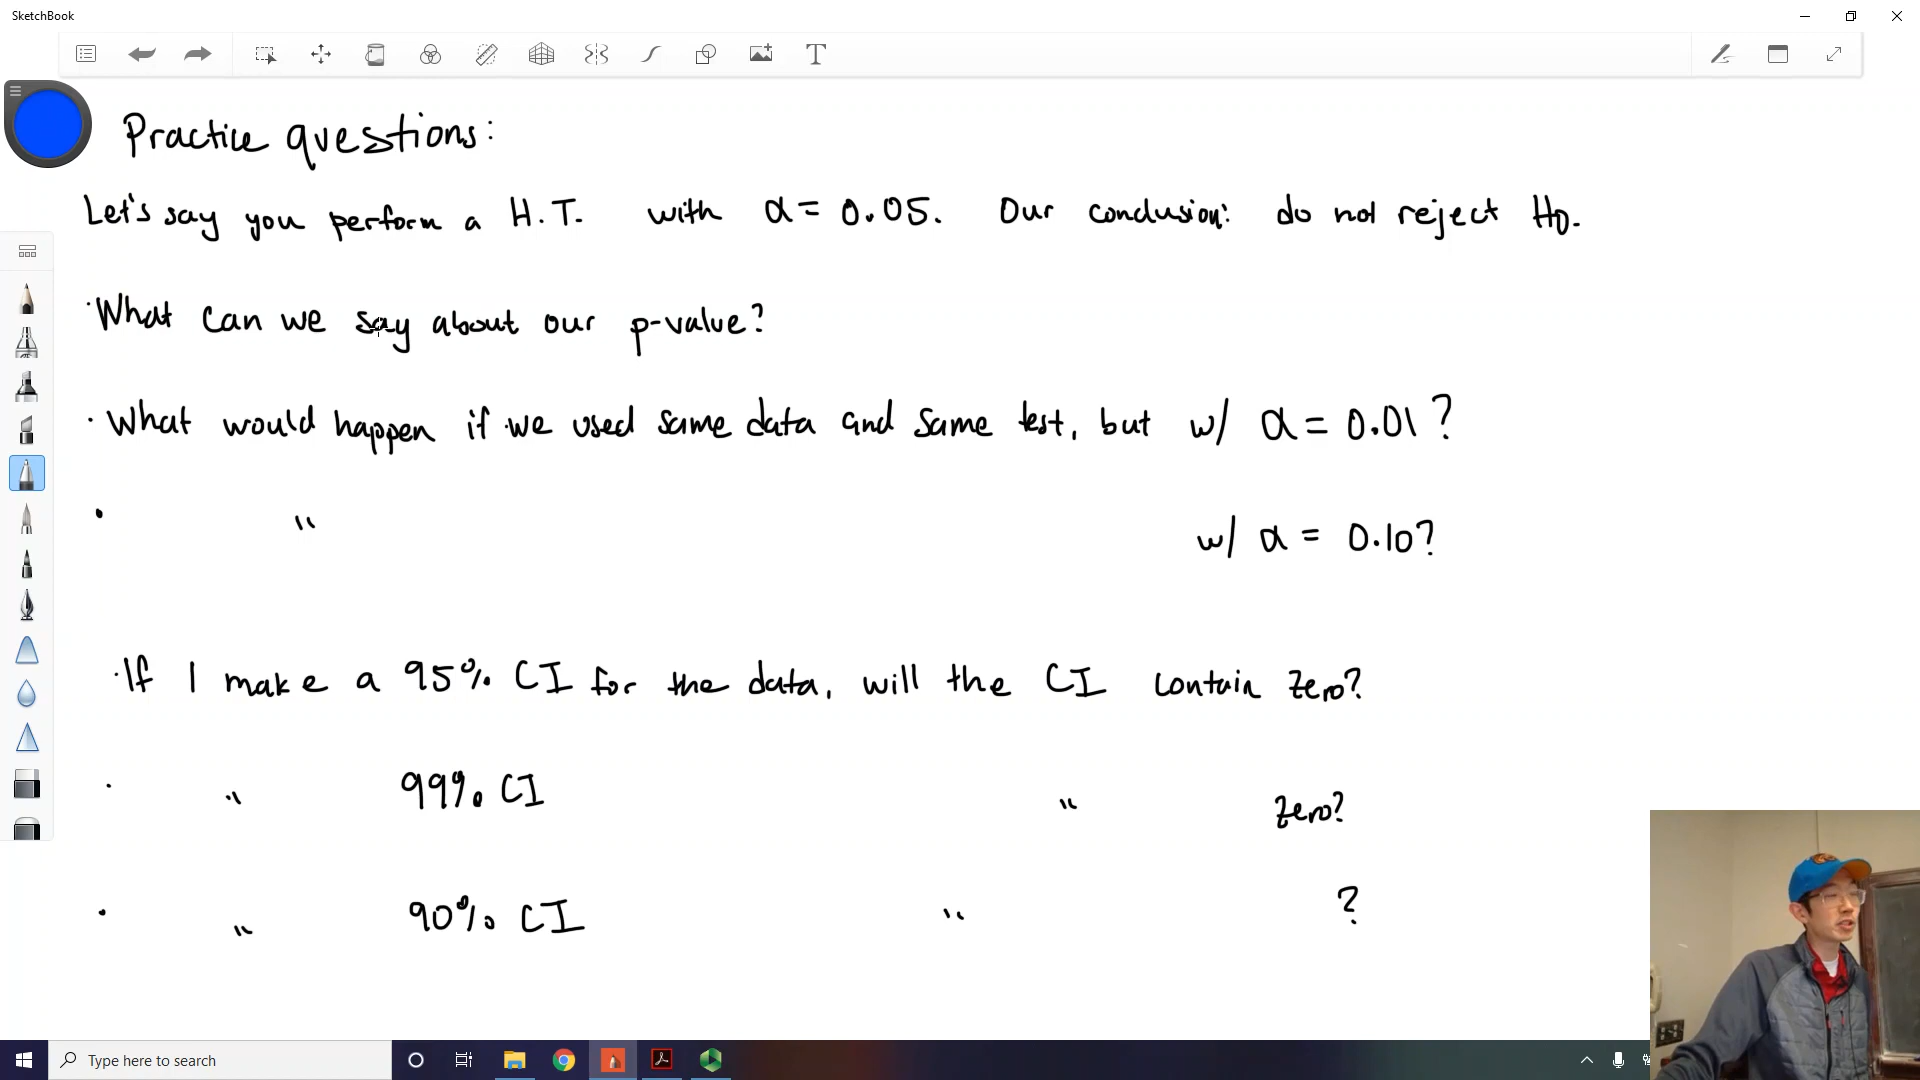 SketchBook
T
Practice questions:
Let's say you perform a H.T. with α = 0.05. Our conclusion: do not reject Ho.
· What can we say about our p-value?
· What would happen if we used same data and same test, but w/ α = 0.01?
· " w/ α = 0.10?
· If I make a 95% CI for the data, will the CI contain zero?
· " 99% CI " zero?
· " 90% CI " ?
Type here to search